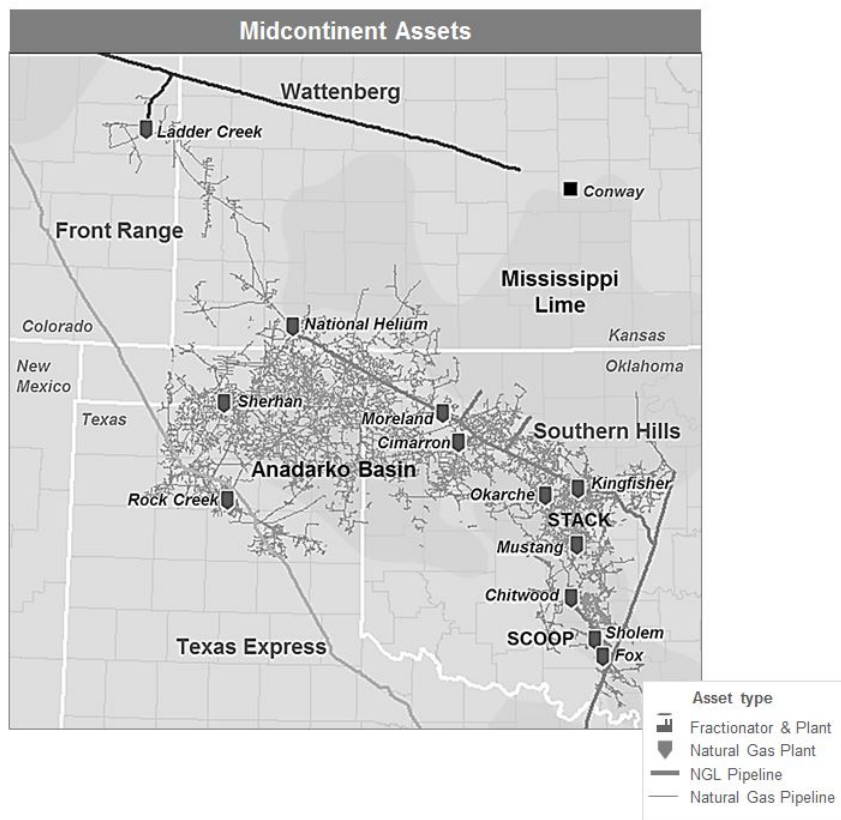 Midcontinent Assets
Wattenberg
Ladder Creek
Conway
Front Range
Mississippi
Lime
National Helium
Colorado
Kansas
New
Mexico
Oklahoma
Sherhan
Texas
Moreland
Southern Hills
Cimarron
Anadarko Basin
Kingfisher
Rock Creek
Okarche
STACK
Mustang
Chitwood
SCOOP
Sholem
Texas Express
Fox
Asset type
Fractionator & Plant
Natural Gas Plant
NGL Pipeline
Natural Gas Pipeline